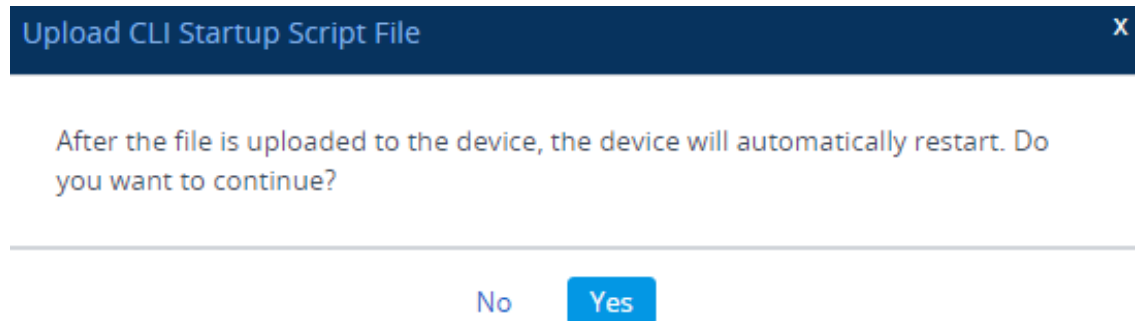 Upload CLI Startup Script File X
After the file is uploaded to the device, the device will automatically restart. Do
you want to continue?
No Yes